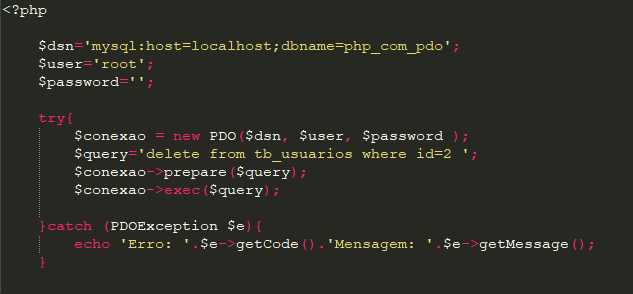 <?php
$dsn='mysql:host=localhost;dbname=php_com_pdo';
$user='root';
$password='';
try{
$conexao = new PDO($dsn, $user, $password );
$query='delete from tb_usuarios where id=2 ';
$conexao->prepare($query);
$conexao->exec($query);
}catch (PDOException $e){
echo 'Erro: '.$e->getCode().'Mensagem: '.$e->getMessage();
}